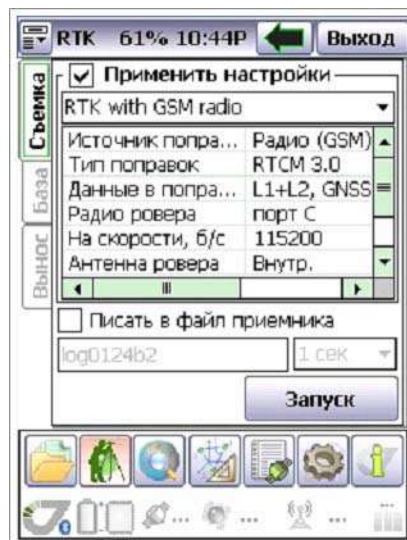 RTK 61% 10:44P Выход
Съемка
База
Вынос
Применить настройки
RTK with GSM radio
Источник попра... Радио (GSM)
Тип поправок RTCM 3.0
Данные в попра... L1+L2, GNSS
Радио ровера порт C
На скорости, б/с 115200
Антенна ровера Внутр.
Писать в файл приемника
log0124b2 1 сек
Запуск
... ... ...